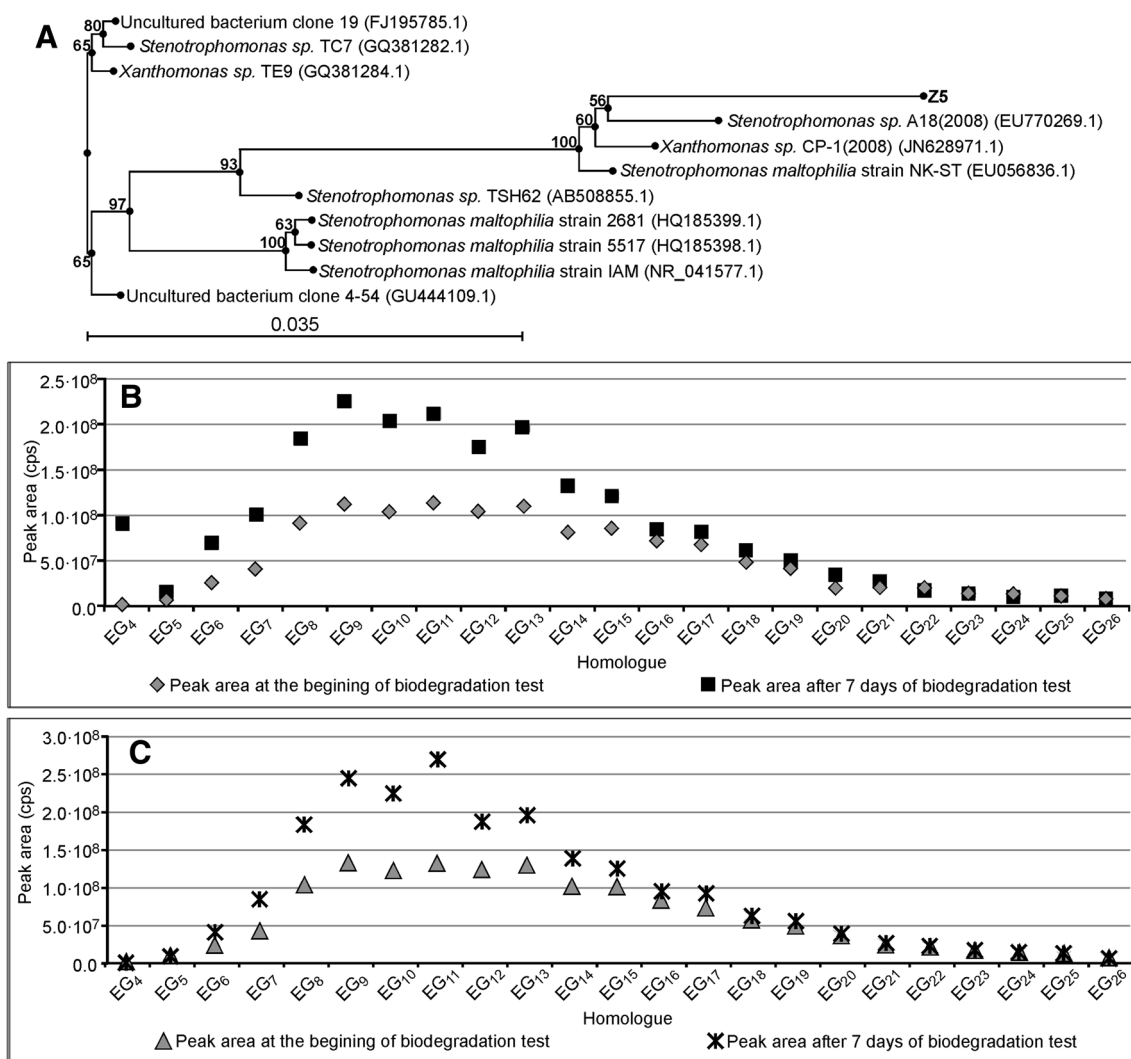 A
80
Uncultured bacterium clone 19 (FJ195785.1)
65
Stenotrophomonas sp. TC7 (GQ381282.1)
Xanthomonas sp. TE9 (GQ381284.1)
56
Z5
60
Stenotrophomonas sp. A18(2008) (EU770269.1)
100
Xanthomonas sp. CP-1(2008) (JN628971.1)
93
Stenotrophomonas maltophilia strain NK-ST (EU056836.1)
Stenotrophomonas sp. TSH62 (AB508855.1)
97
63
Stenotrophomonas maltophilia strain 2681 (HQ185399.1)
100
Stenotrophomonas maltophilia strain 5517 (HQ185398.1)
65
Stenotrophomonas maltophilia strain IAM (NR_041577.1)
Uncultured bacterium clone 4-54 (GU444109.1)
0.035
B
Peak area (cps)
2.5·10⁸
2.0·10⁸
1.5·10⁸
1.0·10⁸
5.0·10⁷
0.0
EG₄ EG₅ EG₆ EG₇ EG₈ EG₉ EG₁₀ EG₁₁ EG₁₂ EG₁₃ EG₁₄ EG₁₅ EG₁₆ EG₁₇ EG₁₈ EG₁₉ EG₂₀ EG₂₁ EG₂₂ EG₂₃ EG₂₄ EG₂₅ EG₂₆
Homologue
Peak area at the begining of biodegradation test
Peak area after 7 days of biodegradation test
C
Peak area (cps)
3.0·10⁸
2.5·10⁸
2.0·10⁸
1.5·10⁸
1.0·10⁸
5.0·10⁷
0.0
EG₄ EG₅ EG₆ EG₇ EG₈ EG₉ EG₁₀ EG₁₁ EG₁₂ EG₁₃ EG₁₄ EG₁₅ EG₁₆ EG₁₇ EG₁₈ EG₁₉ EG₂₀ EG₂₁ EG₂₂ EG₂₃ EG₂₄ EG₂₅ EG₂₆
Homologue
Peak area at the begining of biodegradation test
Peak area after 7 days of biodegradation test